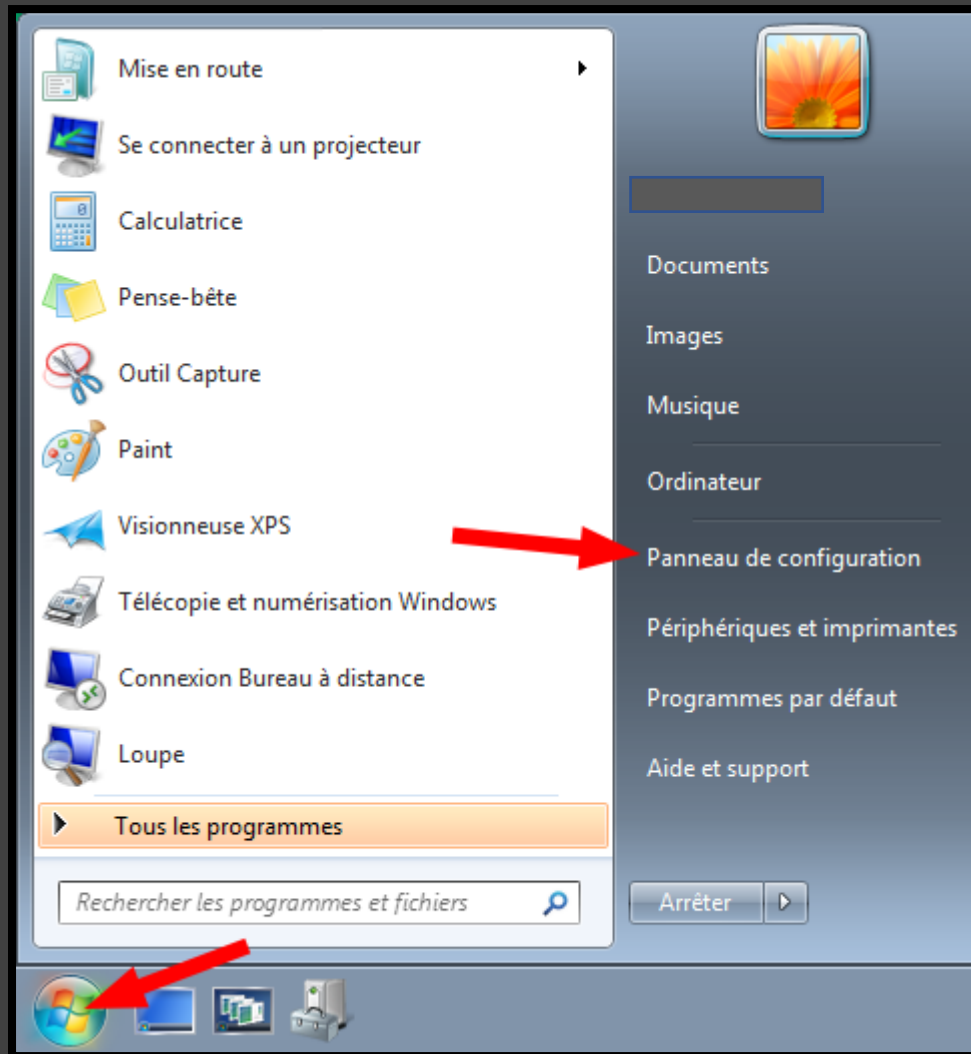 Mise en route
Se connecter à un projecteur
Calculatrice
Pense-bête
Outil Capture
Paint
Visionneuse XPS
Télécopie et numérisation Windows
Connexion Bureau à distance
Loupe
Tous les programmes
Rechercher les programmes et fichiers
Documents
Images
Musique
Ordinateur
Panneau de configuration
Périphériques et imprimantes
Programmes par défaut
Aide et support
Arrêter